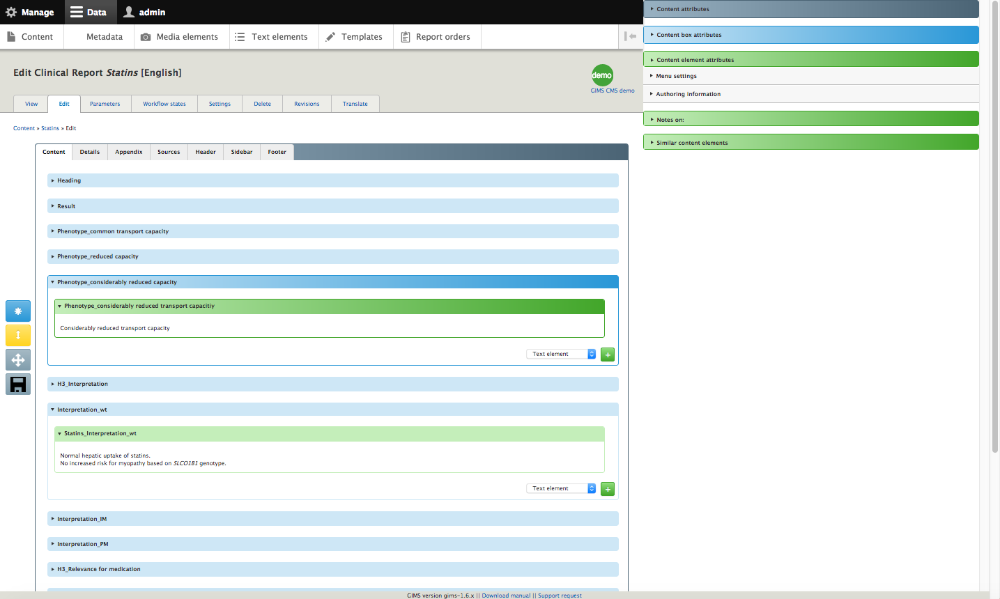 Manage
Data
admin
Content
Metadata
Media elements
Text elements
Templates
Report orders
Edit Clinical Report Statins [English]
demo
GIMS CMS demo
View
Edit
Parameters
Workflow states
Settings
Delete
Revisions
Translate
Content » Statins » Edit
Content
Details
Appendix
Sources
Header
Sidebar
Footer
Heading
Result
Phenotype_common transport capacity
Phenotype_reduced capacity
Phenotype_considerably reduced capacity
Phenotype_considerably reduced transport capacitiy
Considerably reduced transport capacity
Text element
+
H3_Interpretation
Interpretation_wt
Statins_Interpretation_wt
Normal hepatic uptake of statins.
No increased risk for myopathy based on SLCO1B1 genotype.
Text element
+
Interpretation_IM
Interpretation_PM
H3_Relevance for medication
Content attributes
Content box attributes
Content element attributes
Menu settings
Authoring information
Notes on:
Similar content elements
GIMS version gims-1.6.x || Download manual || Support request